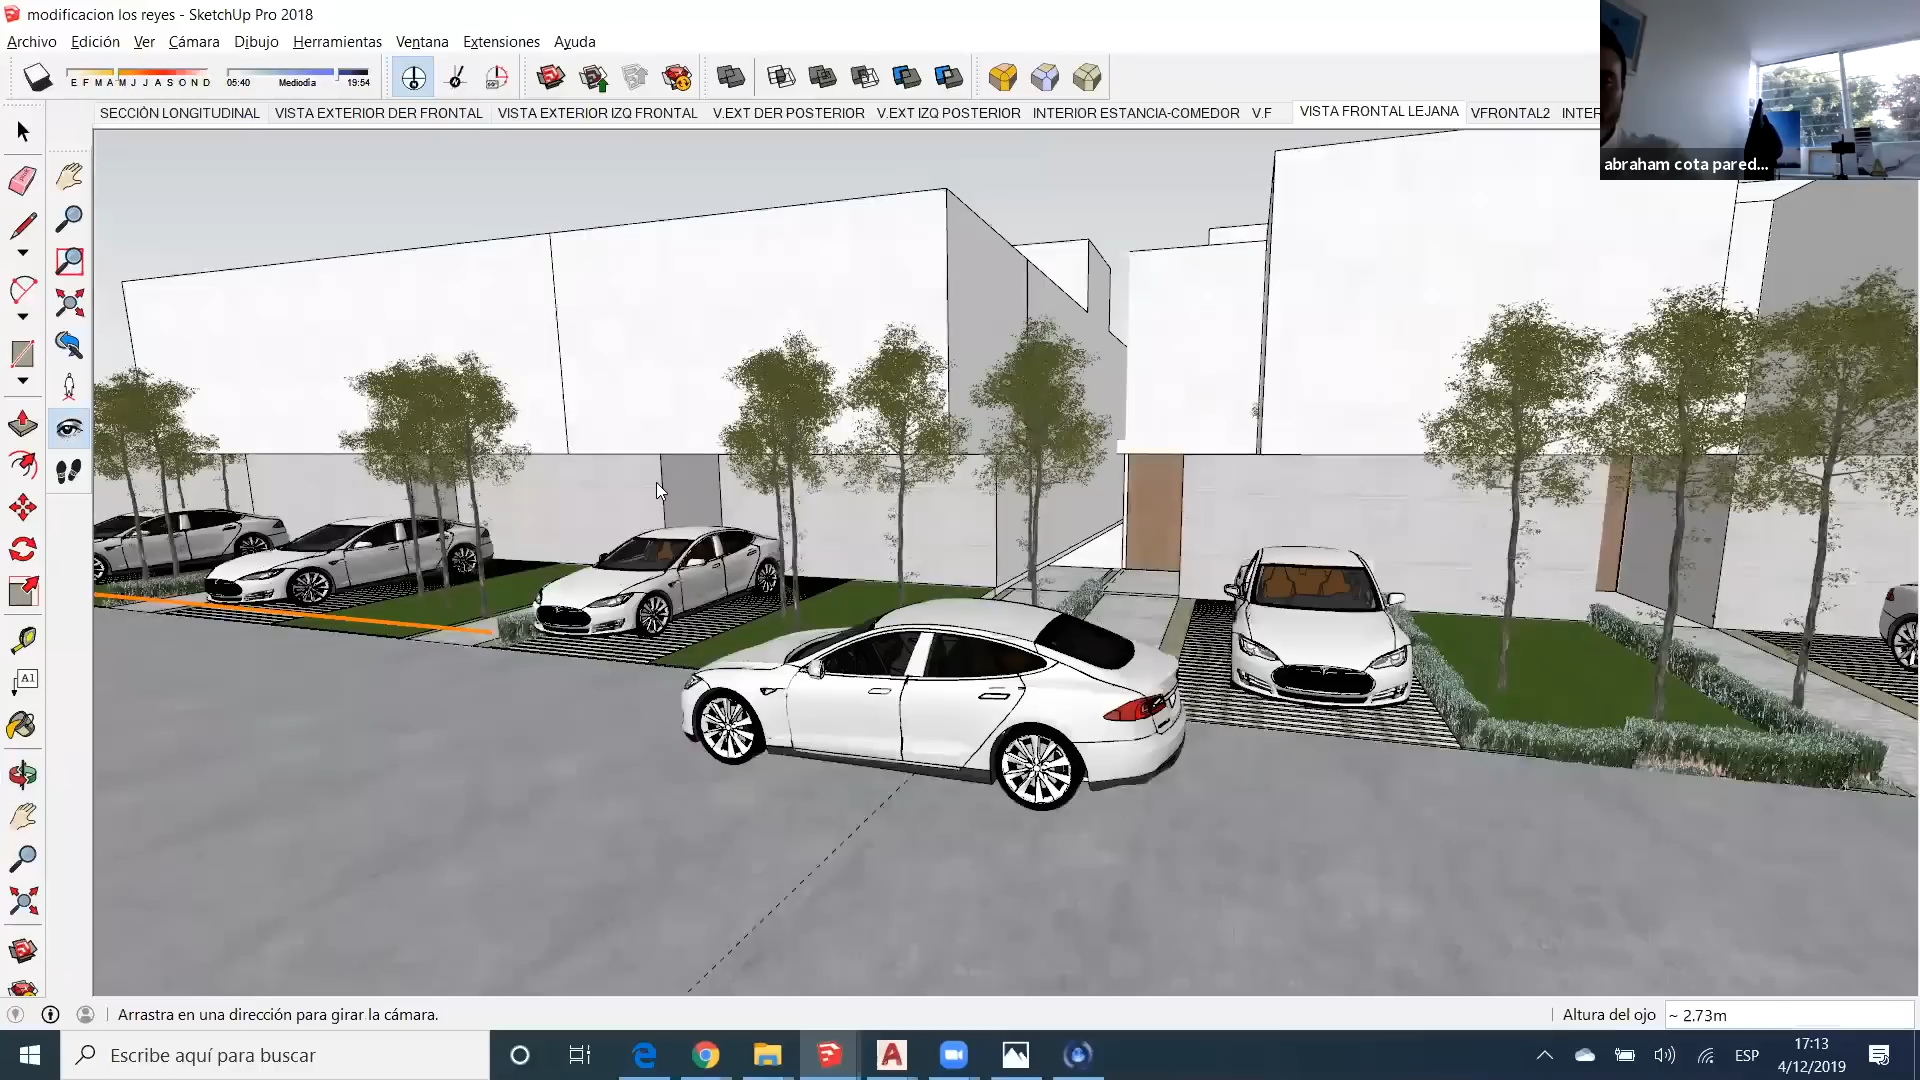 modificacion los reyes - SketchUp Pro 2018
Archivo Edición Ver Cámara Dibujo Herramientas Ventana Extensiones Ayuda
E F M A M J J A S O N D 05:40 Mediodía 19:54
SECCIÓN LONGITUDINAL VISTA EXTERIOR DER FRONTAL VISTA EXTERIOR IZQ FRONTAL V.EXT DER POSTERIOR V.EXT IZQ POSTERIOR INTERIOR ESTANCIA-COMEDOR V.F VISTA FRONTAL LEJANA VFRONTAL2 INTER
abraham cota pared...
A1
Arrastra en una dirección para girar la cámara.
Altura del ojo ~ 2.73m
Escribe aquí para buscar
ESP
17:13
4/12/2019